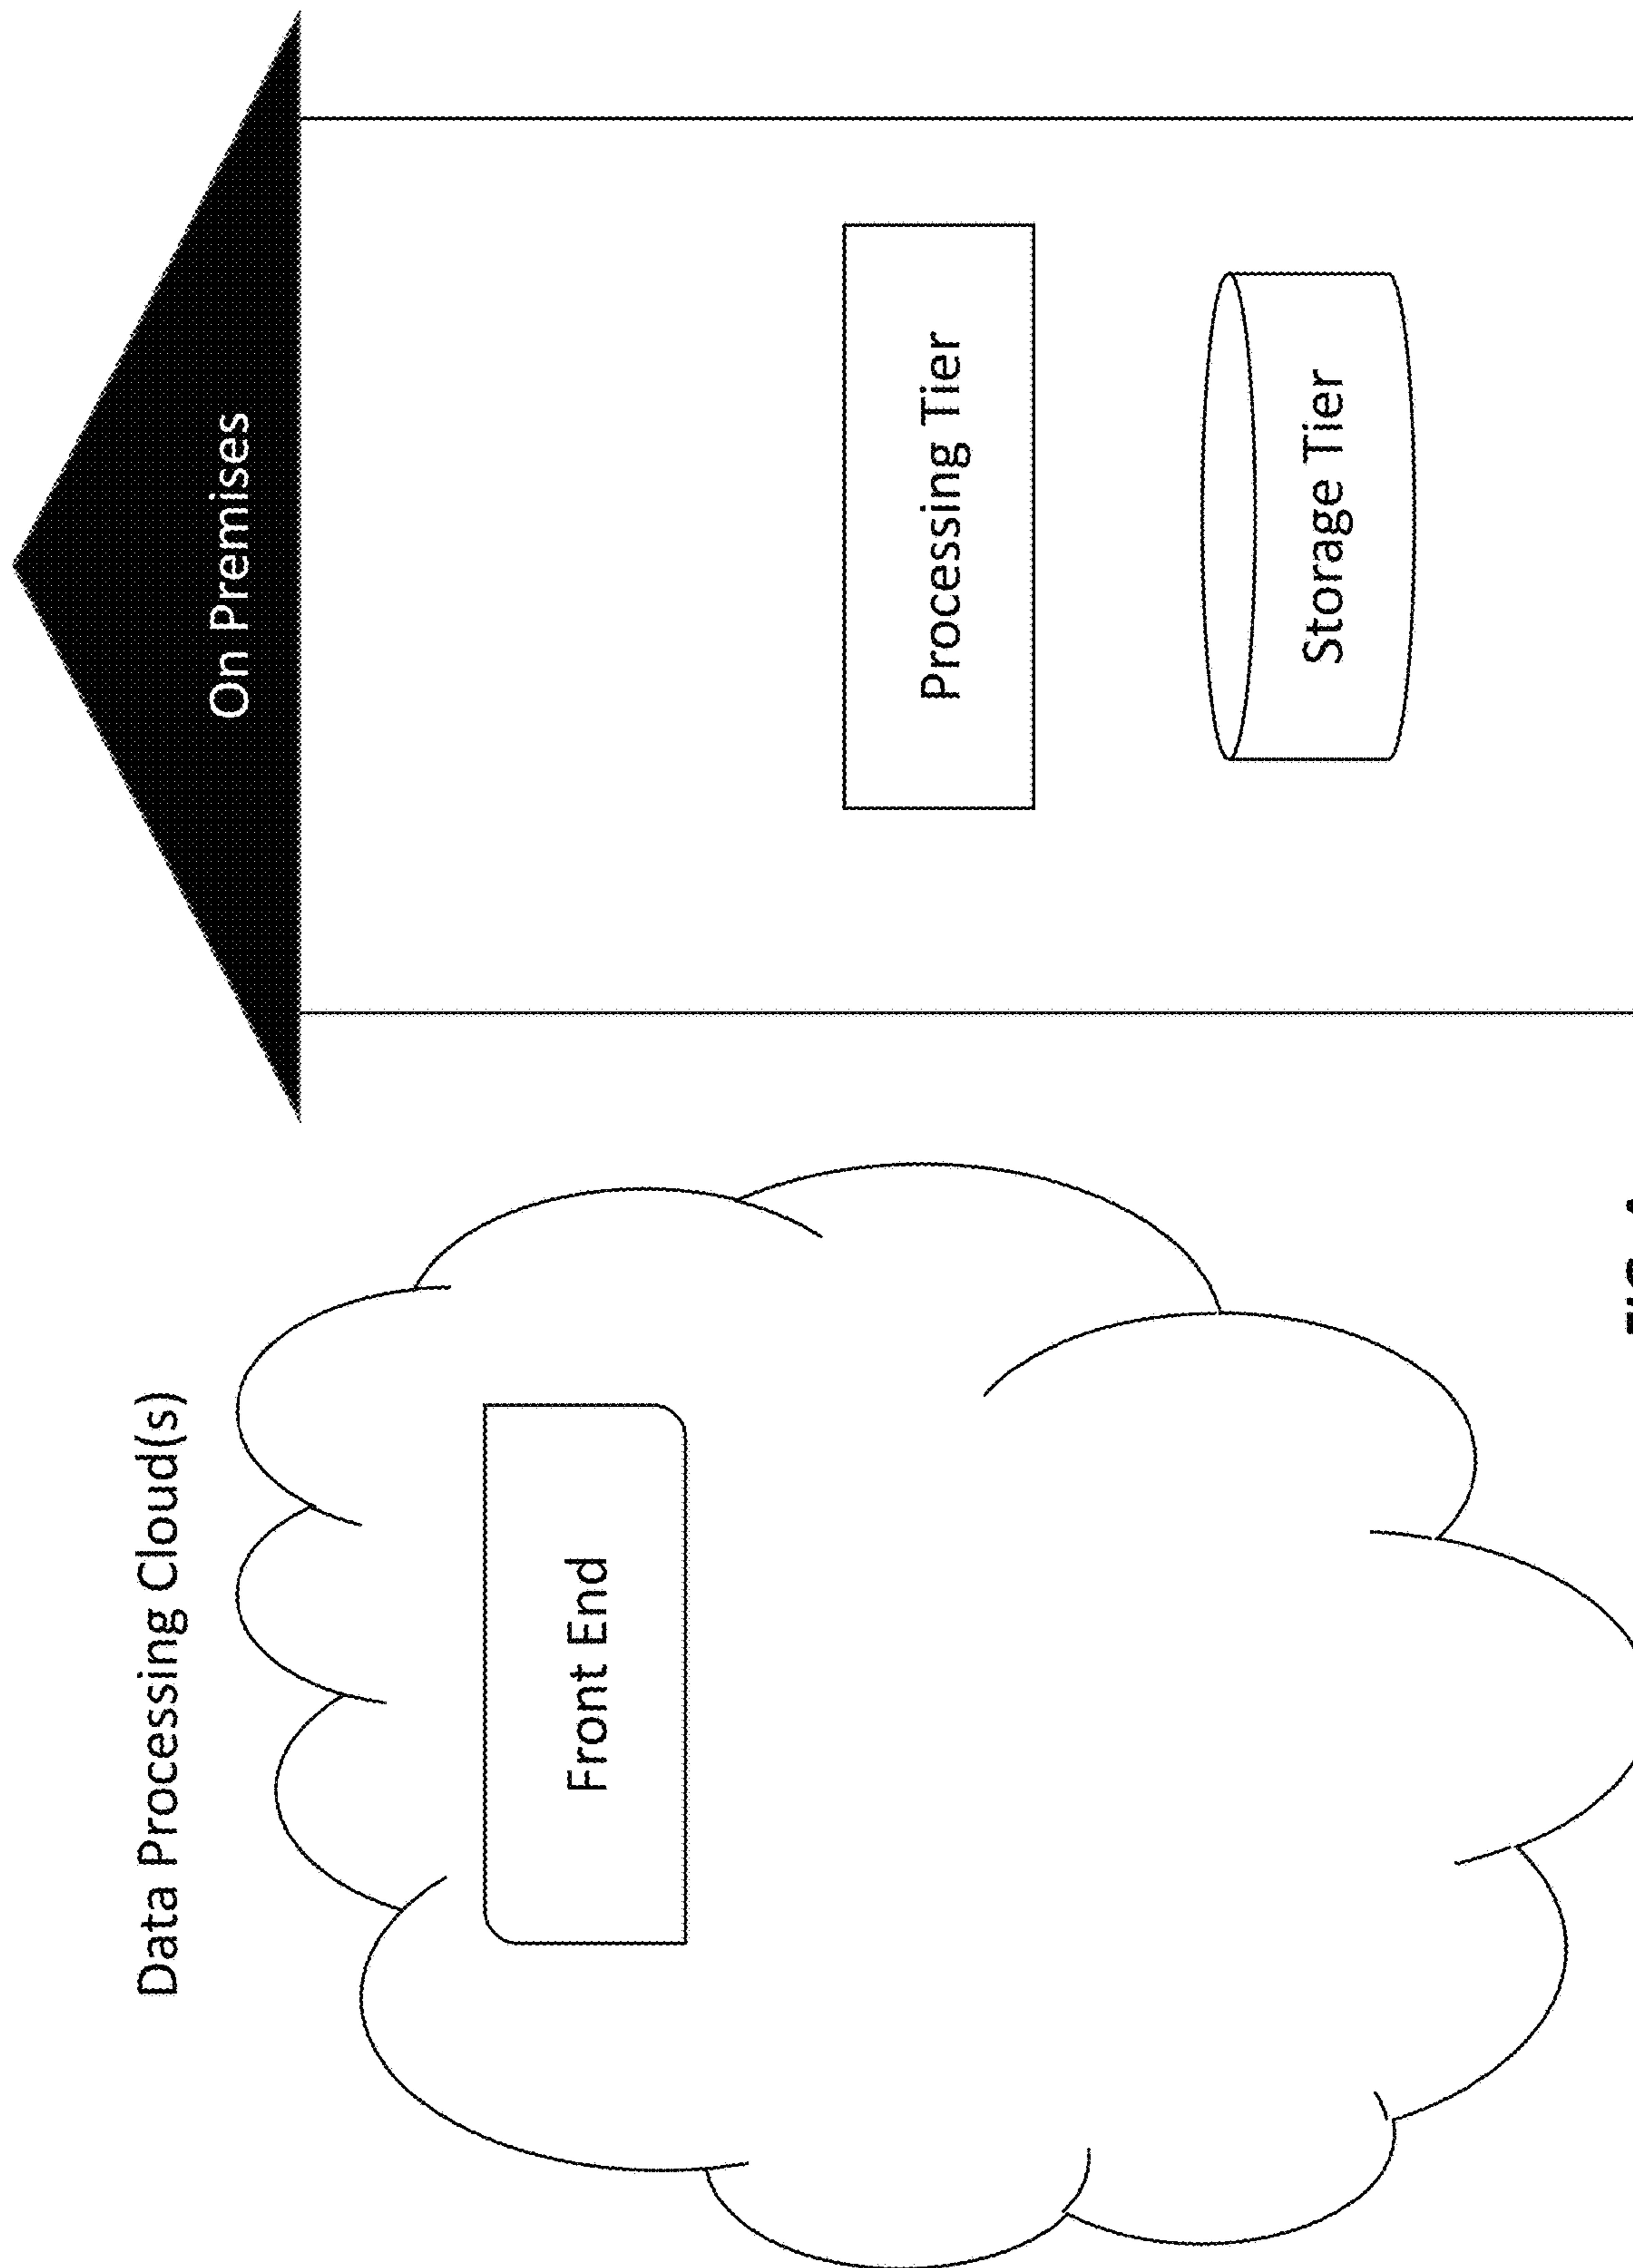 Data Processing Cloud(s)
On Premises
Front End
Processing Tier
Storage Tier